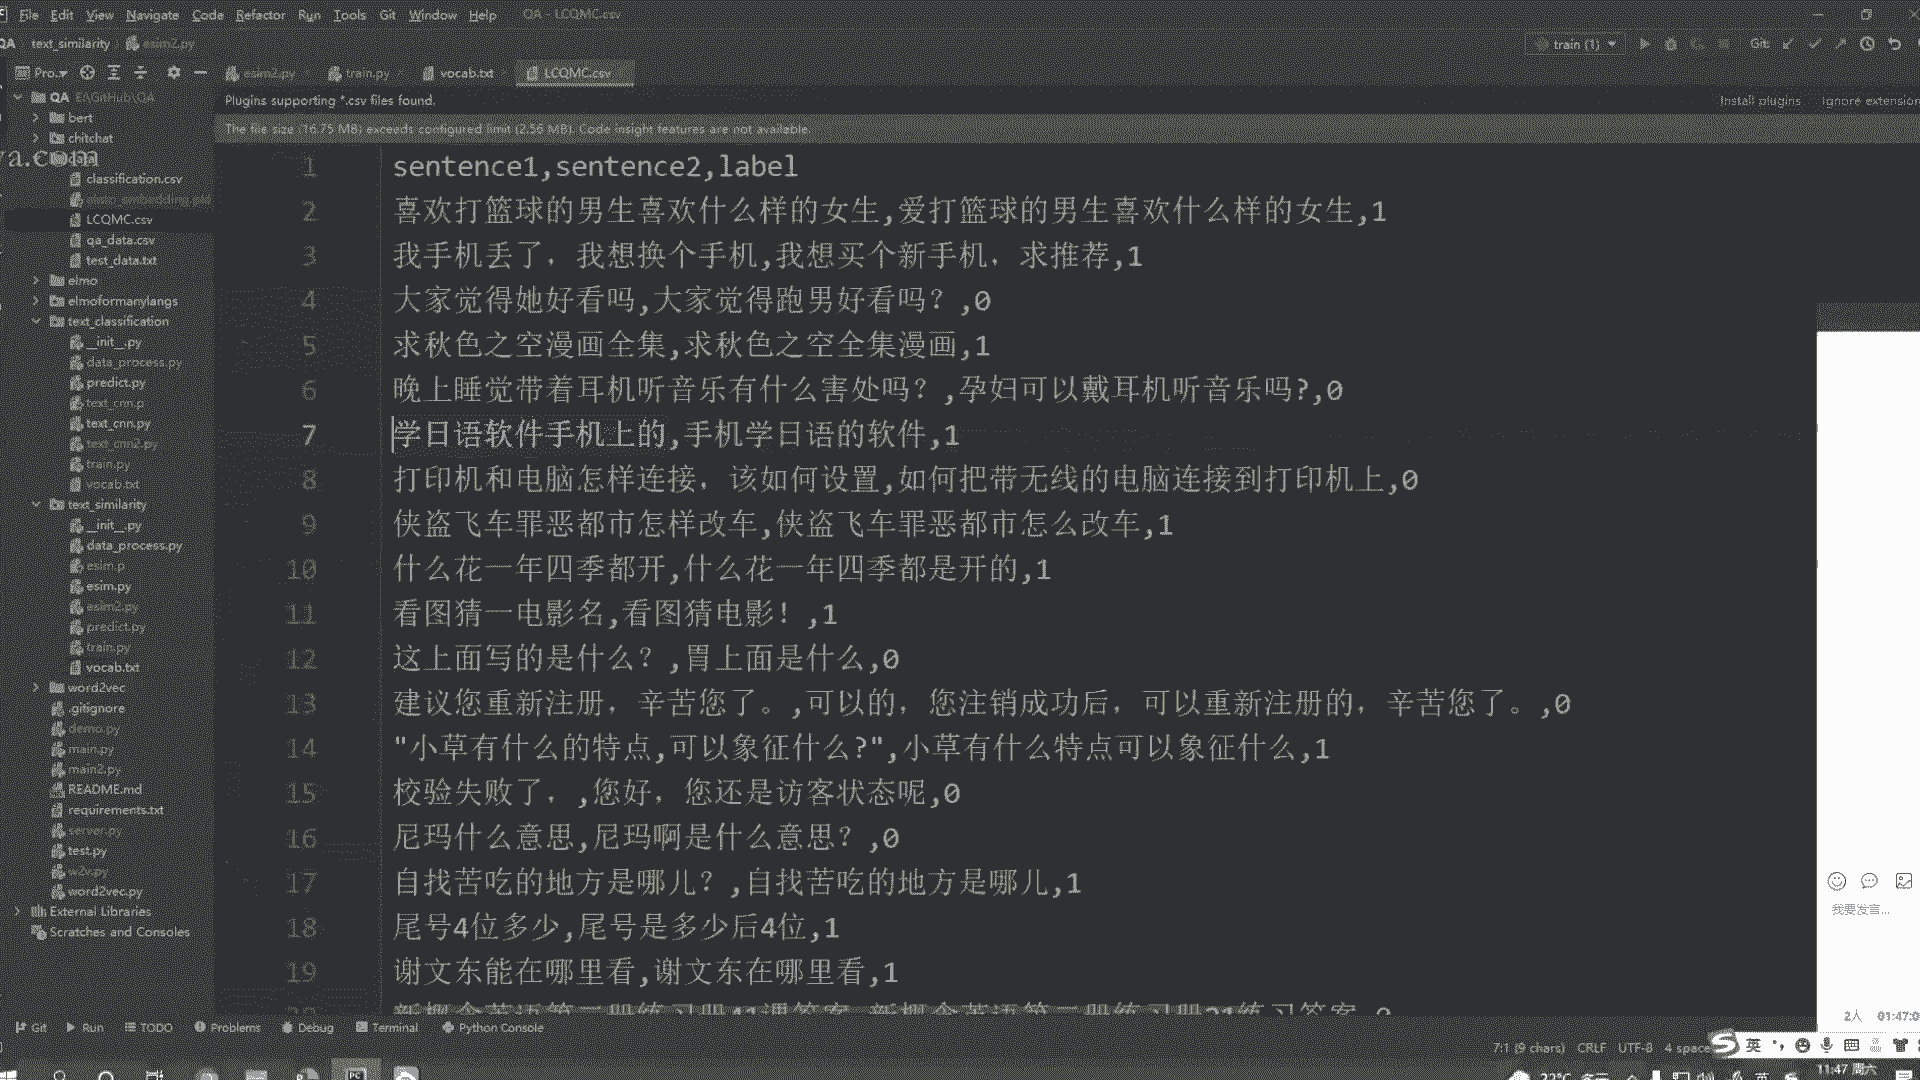 File Edit View Navigate Code Refactor Run Tools Git Window Help QA - LCQMC.csv
QA text_similarity esim2.py train (1) Git:
Pro.. esim2.py train.py vocab.txt LCQMC.csv
QA E:\GitHub\QA
Plugins supporting *.csv files found. Install plugins Ignore extension
bert
The file size (16.75 MB) exceeds configured limit (2.56 MB). Code insight features are not available.
chitchat
va.com
data
classification.csv
LCQMC.csv
qa_data.csv
test_data.txt
elmo
elmoformanylangs
text_classification
__init__.py
data_process.py
predict.py
text_cnn.p
text_cnn.py
text_cnn2.py
train.py
vocab.txt
text_similarity
__init__.py
data_process.py
esim.p
esim.py
esim2.py
predict.py
train.py
vocab.txt
word2vec
.gitignore
demo.py
main.py
main2.py
README.md
requirements.txt
server.py
test.py
w2v.py
word2vec.py
External Libraries
Scratches and Consoles
1 sentence1,sentence2,label
2 喜欢打篮球的男生喜欢什么样的女生,爱打篮球的男生喜欢什么样的女生,1
3 我手机丢了，我想换个手机,我想买个新手机，求推荐,1
4 大家觉得她好看吗,大家觉得跑男好看吗？,0
5 求秋色之空漫画全集,求秋色之空全集漫画,1
6 晚上睡觉带着耳机听音乐有什么害处吗？,孕妇可以戴耳机听音乐吗?,0
7 学日语软件手机上的,手机学日语的软件,1
8 打印机和电脑怎样连接，该如何设置,如何把带无线的电脑连接到打印机上,0
9 侠盗飞车罪恶都市怎样改车,侠盗飞车罪恶都市怎么改车,1
10 什么花一年四季都开,什么花一年四季都是开的,1
11 看图猜一电影名,看图猜电影！,1
12 这上面写的是什么？,胃上面是什么,0
13 建议您重新注册，辛苦您了。,可以的，您注销成功后，可以重新注册的，辛苦您了。,0
14 "小草有什么的特点,可以象征什么?",小草有什么特点可以象征什么,1
15 校验失败了，,您好，您还是访客状态呢,0
16 尼玛什么意思,尼玛啊是什么意思？,0
17 自找苦吃的地方是哪儿？,自找苦吃的地方是哪儿,1
18 尾号4位多少,尾号是多少后4位,1
19 谢文东能在哪里看,谢文东在哪里看,1
我要发言...
2人 01:47:0
Git Run TODO Problems Debug Terminal Python Console
7:1 (9 chars) CRLF UTF-8 4 space
英
22°C
11:47 周六